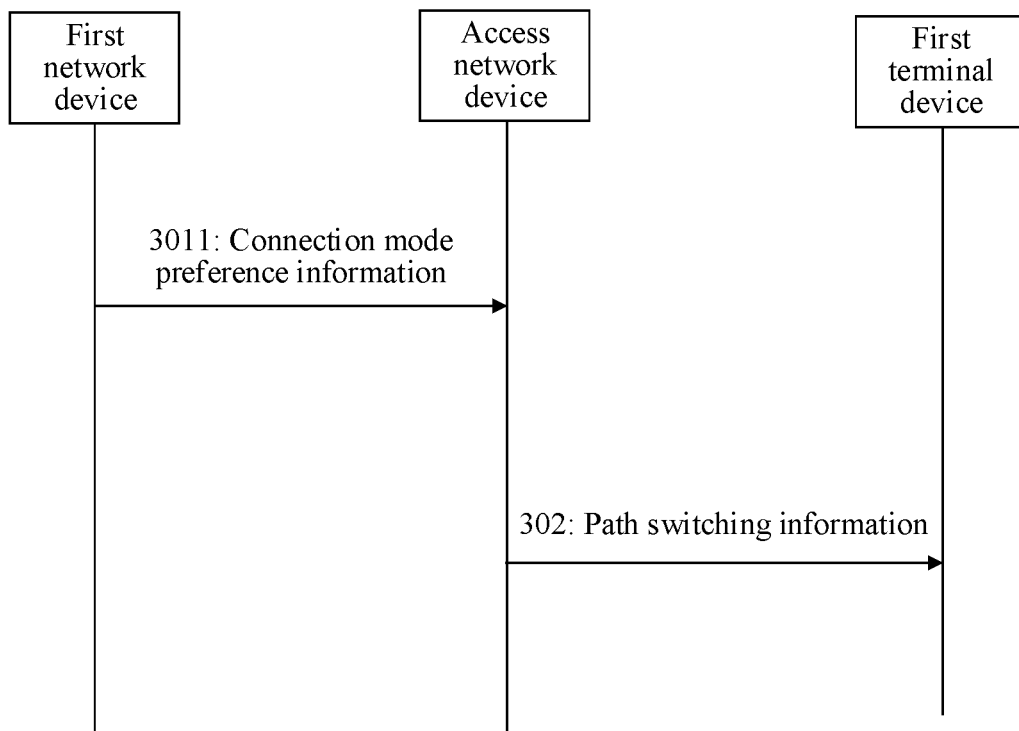 First
network
device
Access
network
device
First
terminal
device
3011: Connection mode
preference information
302: Path switching information